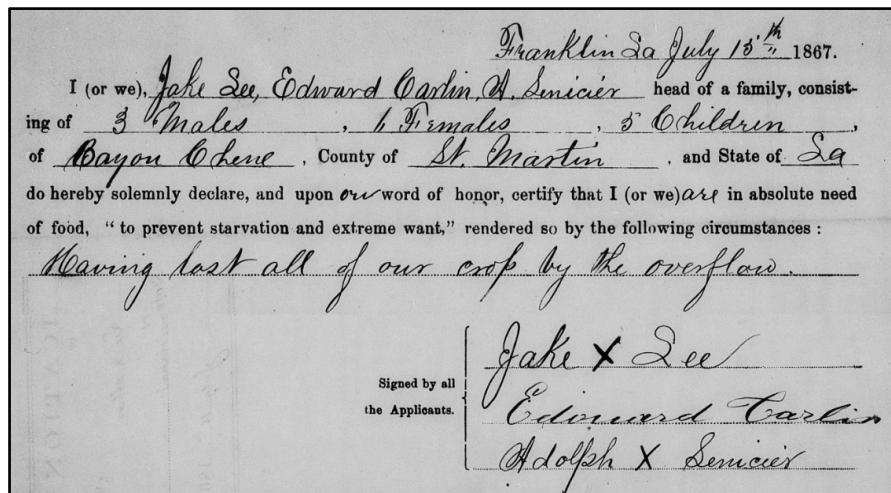 Franklin La July 15th 1867.
I (or we), Jake Lee, Edward Carlin, A. Senicier head of a family, consist-
ing of 3 Males , 6 Females , 5 Children ,
of Bayou Chene , County of St. Martin , and State of La
do hereby solemnly declare, and upon our word of honor, certify that I (or we) are in absolute need
of food, "to prevent starvation and extreme want," rendered so by the following circumstances :
Having lost all of our crop by the overflow.
Jake X Lee
Signed by all
the Applicants.
Edouward Carlin
Adolph X Senicier